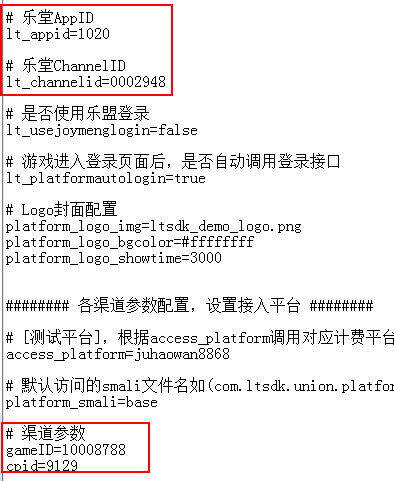 # 乐堂AppID
lt_appid=1020
# 乐堂ChannelID
lt_channelid=0002948
# 是否使用乐盟登录
lt_usejoymenglogin=false
# 游戏进入登录页面后，是否自动调用登录接口
lt_platformautologin=true
# Logo封面配置
platform_logo_img=ltsdk_demo_logo.png
platform_logo_bgcolor=#ffffffff
platform_logo_showtime=3000
######## 各渠道参数配置，设置接入平台 ########
# [测试平台]，根据access_platform调用对应计费平台
access_platform=juhaowan8868
# 默认访问的smali文件名如(com.ltsdk.union.platfo
platform_smali=base
# 渠道参数
gameID=10008788
cpid=9129